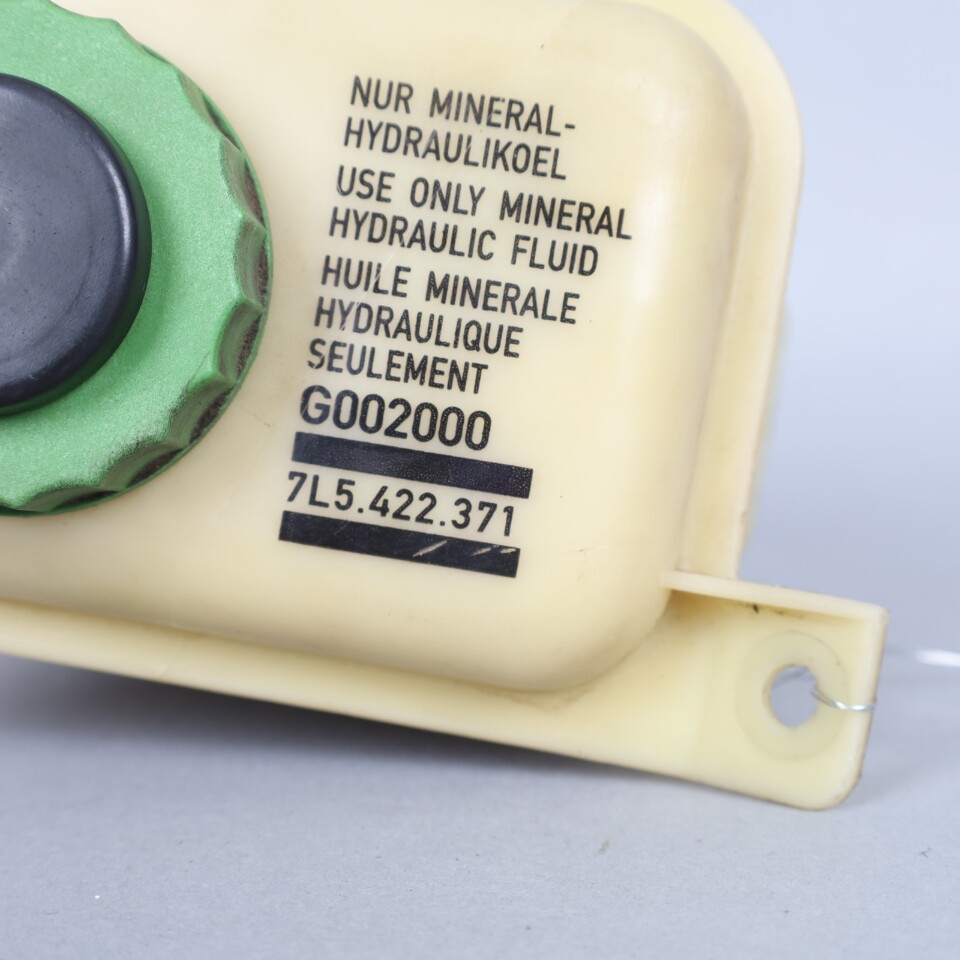 NUR MINERAL-
HYDRAULIKOEL
USE ONLY MINERAL
HYDRAULIC FLUID
HUILE MINERALE
HYDRAULIQUE
SEULEMENT
G002000
7L5.422.371